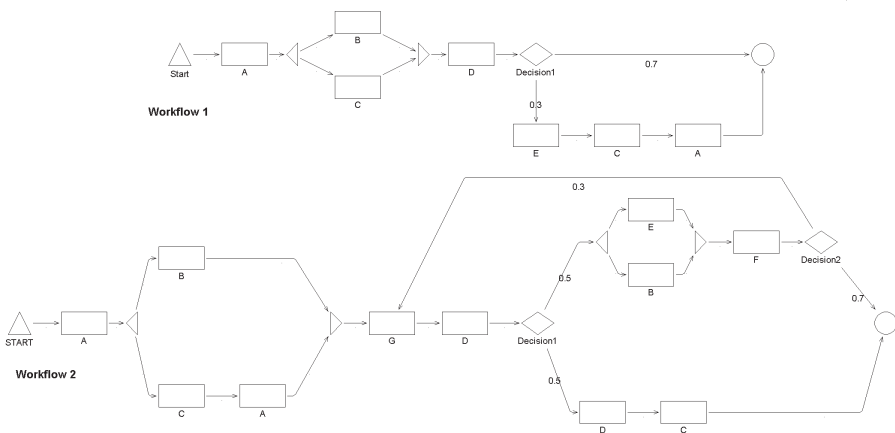 B
Start
A
D
Decision1
0.7
C
Workflow 1
0.3
E
C
A
0.3
B
E
0.5
B
F
Decision2
0.7
START
A
G
D
Decision1
Workflow 2
C
A
0.5
D
C